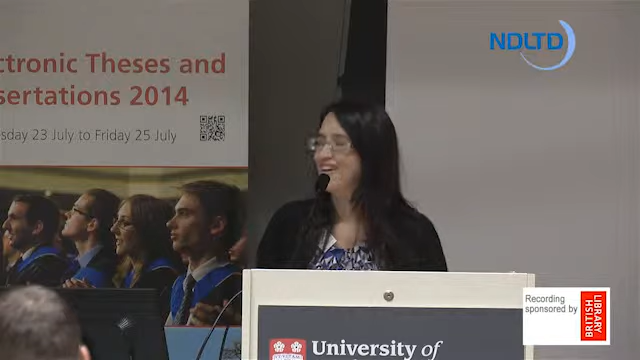 ctronic Theses and
sertations 2014
sday 23 July to Friday 25 July
NDLTD
Recording
sponsored by
BRITISH
LIBRARY
University of